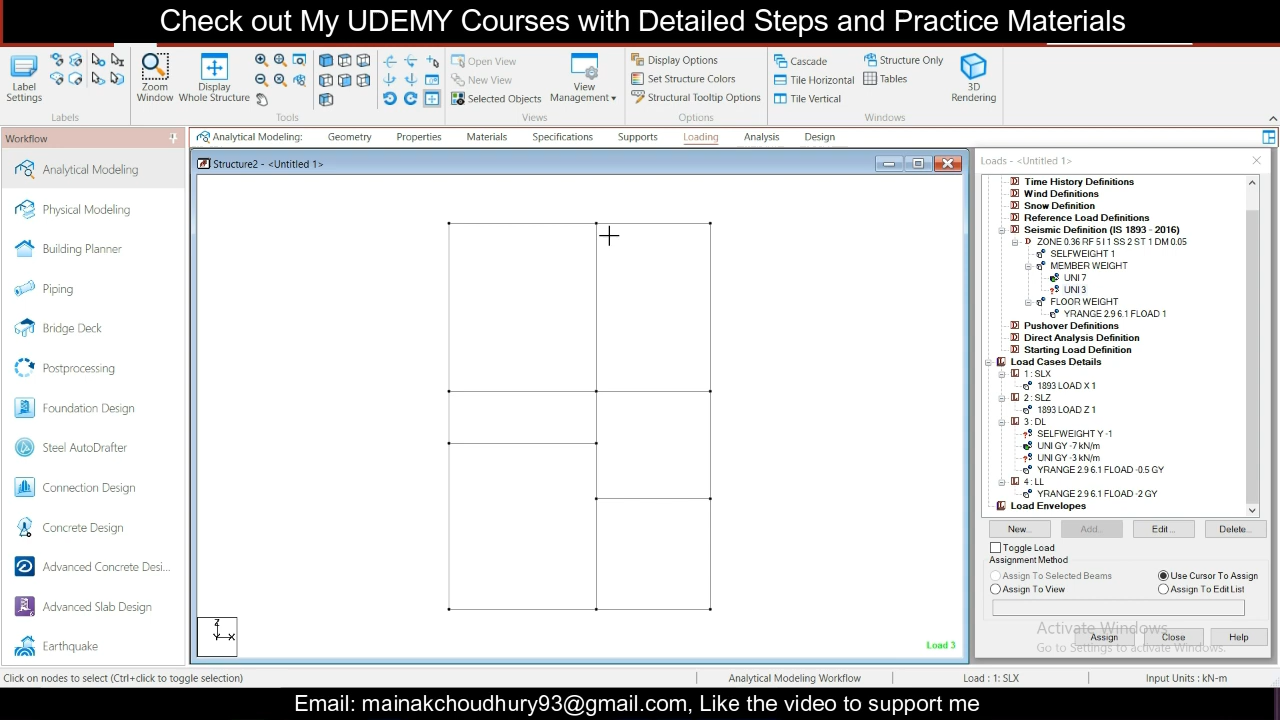 Check out My UDEMY Courses with Detailed Steps and Practice Materials
Label Settings
Labels
Zoom Window
Display Whole Structure
Tools
Open View
New View
Selected Objects
View Management
Views
Display Options
Set Structure Colors
Structural Tooltip Options
Options
Cascade
Tile Horizontal
Tile Vertical
Structure Only
Tables
Windows
3D Rendering
Workflow
Analytical Modeling
Physical Modeling
Building Planner
Piping
Bridge Deck
Postprocessing
Foundation Design
Steel AutoDrafter
Connection Design
Concrete Design
Advanced Concrete Desi...
Advanced Slab Design
Earthquake
Analytical Modeling: Geometry Properties Materials Specifications Supports Loading Analysis Design
Structure2 - <Untitled 1>
Z
Y X
Load 3
Loads - <Untitled 1>
Time History Definitions
Wind Definitions
Snow Definition
Reference Load Definitions
Seismic Definition (IS 1893 - 2016)
ZONE 0.36 RF 5 I 1 SS 2 ST 1 DM 0.05
SELFWEIGHT 1
MEMBER WEIGHT
UNI 7
UNI 3
FLOOR WEIGHT
YRANGE 2.9 6.1 FLOAD 1
Pushover Definitions
Direct Analysis Definition
Starting Load Definition
Load Cases Details
1 : SLX
1893 LOAD X 1
2 : SLZ
1893 LOAD Z 1
3 : DL
SELFWEIGHT Y -1
UNI GY -7 kN/m
UNI GY -3 kN/m
YRANGE 2.9 6.1 FLOAD -0.5 GY
4 : LL
YRANGE 2.9 6.1 FLOAD -2 GY
Load Envelopes
New... Add... Edit... Delete...
Toggle Load
Assignment Method
Assign To Selected Beams
Use Cursor To Assign
Assign To View
Assign To Edit List
Activate Windows
Assign Close Help
Go to Settings to activate Windows.
Click on nodes to select (Ctrl+click to toggle selection)
Analytical Modeling Workflow
Load : 1: SLX
Input Units : kN-m
Email: mainakchoudhury93@gmail.com, Like the video to support me